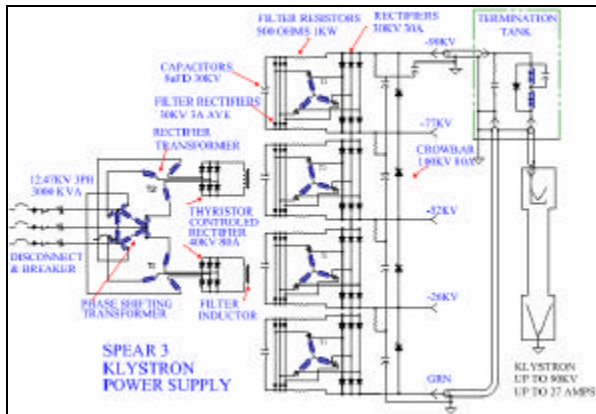 FILTER RESISTORS
500 OHMS 1KW
RECTIFIERS
30KV 30A
-90KV
TERMINATION
TANK
CAPACITORS
8uFD 30KV
FILTER RECTIFIERS
30KV 3A AVE
RECTIFIER
TRANSFORMER
-77KV
12.47KV 3PH
3000 KVA
T2
T1
CROWBAR
100KV 80A
THYRISTOR
CONTROLED
RECTIFIER
40KV 80A
-52KV
DISCONNECT
& BREAKER
PHASE SHIFTING
TRANSFORMER
FILTER
INDUCTOR
-26KV
SPEAR 3
KLYSTRON
POWER SUPPLY
GRN
KLYSTRON
UP TO 90KV
UP TO 27 AMPS